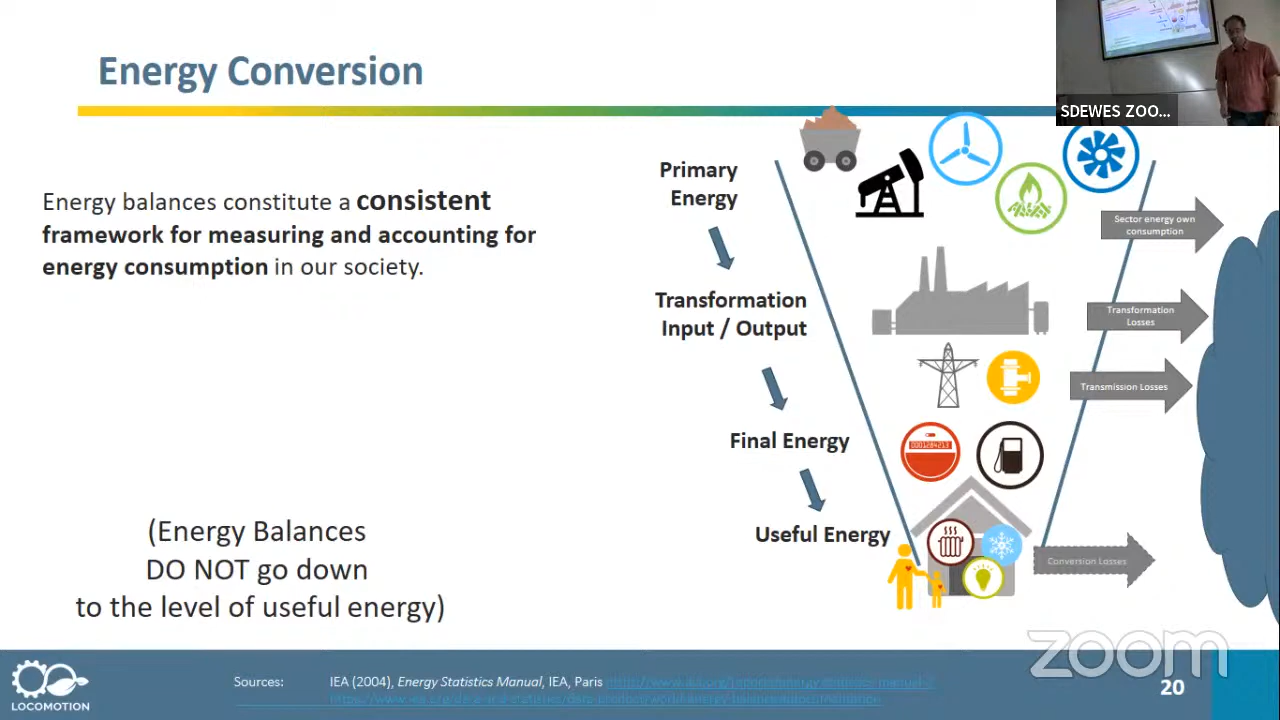 Energy Conversion
SDEWES ZOO...
Energy balances constitute a consistent
framework for measuring and accounting for
energy consumption in our society.
(Energy Balances
DO NOT go down
to the level of useful energy)
Primary
Energy
Transformation
Input / Output
Final Energy
Useful Energy
Sector energy own
consumption
Transformation
Losses
Transmission Losses
Conversion Losses
zoom
LOCOMOTION
Sources:
IEA (2004), Energy Statistics Manual, IEA, Paris
20